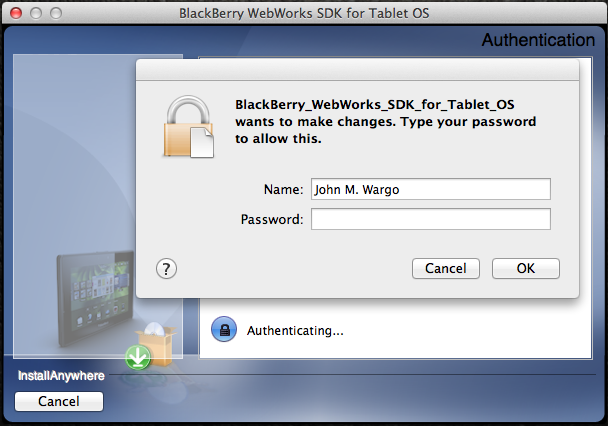 BlackBerry WebWorks SDK for Tablet OS
Authentication
BlackBerry_WebWorks_SDK_for_Tablet_OS
wants to make changes. Type your password
to allow this.
Name: John M. Wargo
Password:
? Cancel OK
Authenticating...
InstallAnywhere
Cancel